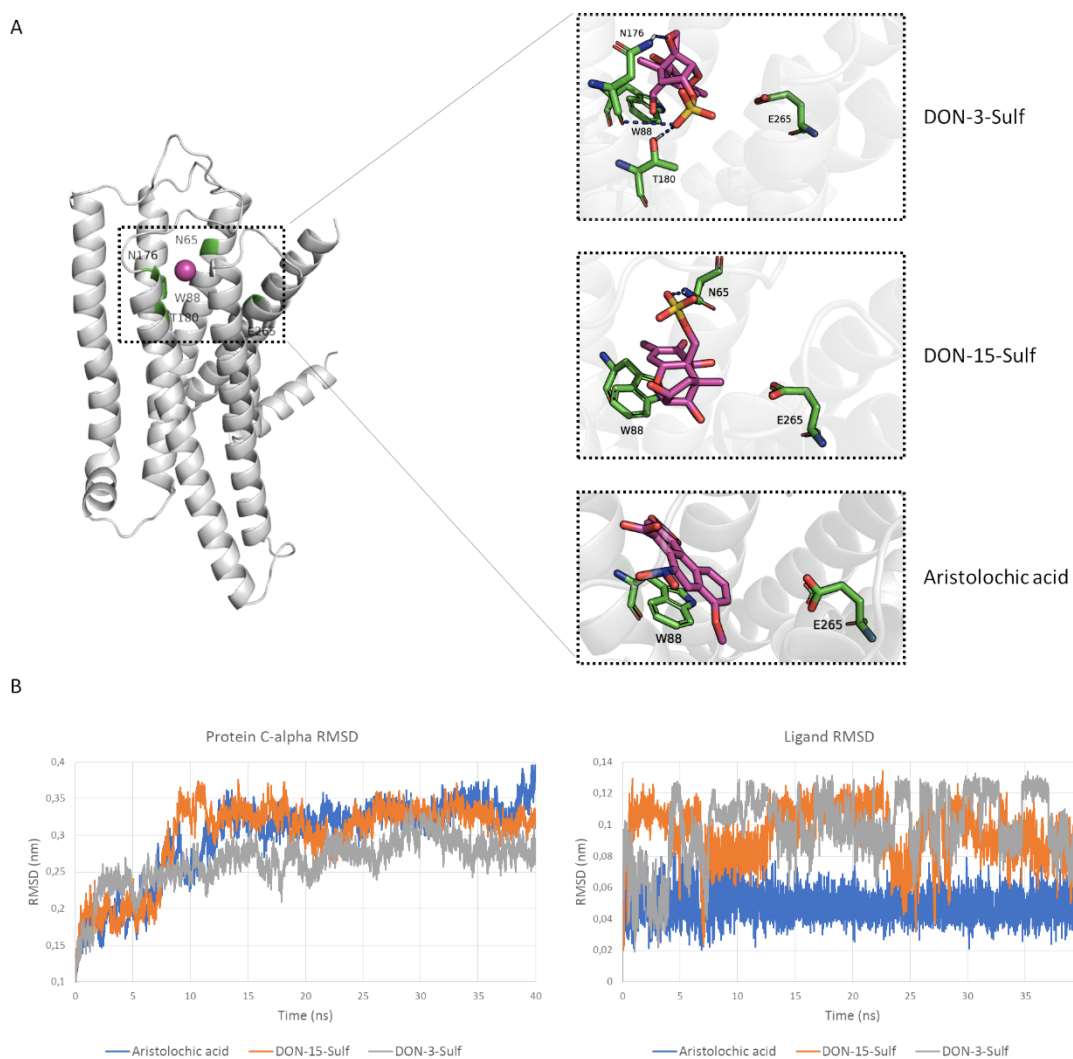 A
N176
N65
W88
T180
E265
N176
W88
T180
E265
DON-3-Sulf
N65
W88
E265
DON-15-Sulf
W88
E265
Aristolochic acid
B
Protein C-alpha RMSD
0,4
0,35
0,3
0,25
0,2
0,15
0,1
RMSD (nm)
0 5 10 15 20 25 30 35 40
Time (ns)
Aristolochic acid DON-15-Sulf DON-3-Sulf
Ligand RMSD
0,14
0,12
0,1
0,08
0,06
0,04
0,02
0
RMSD (nm)
0 5 10 15 20 25 30 35
Time (ns)
Aristolochic acid DON-15-Sulf DON-3-Sulf